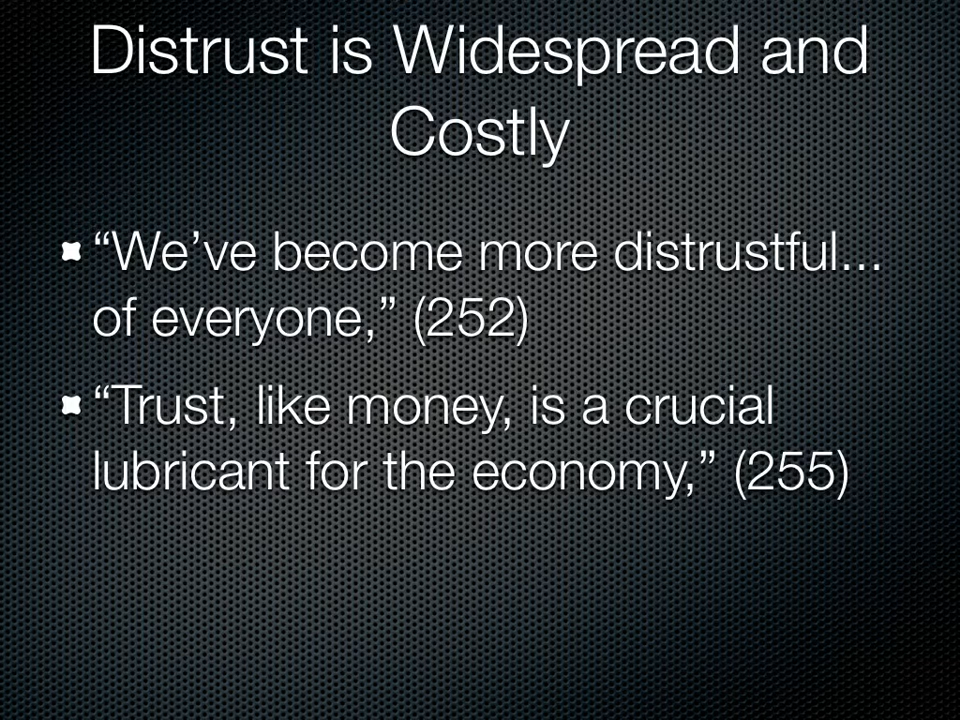 Distrust is Widespread and
Costly
“We’ve become more distrustful...
of everyone,” (252)
“Trust, like money, is a crucial
lubricant for the economy,” (255)